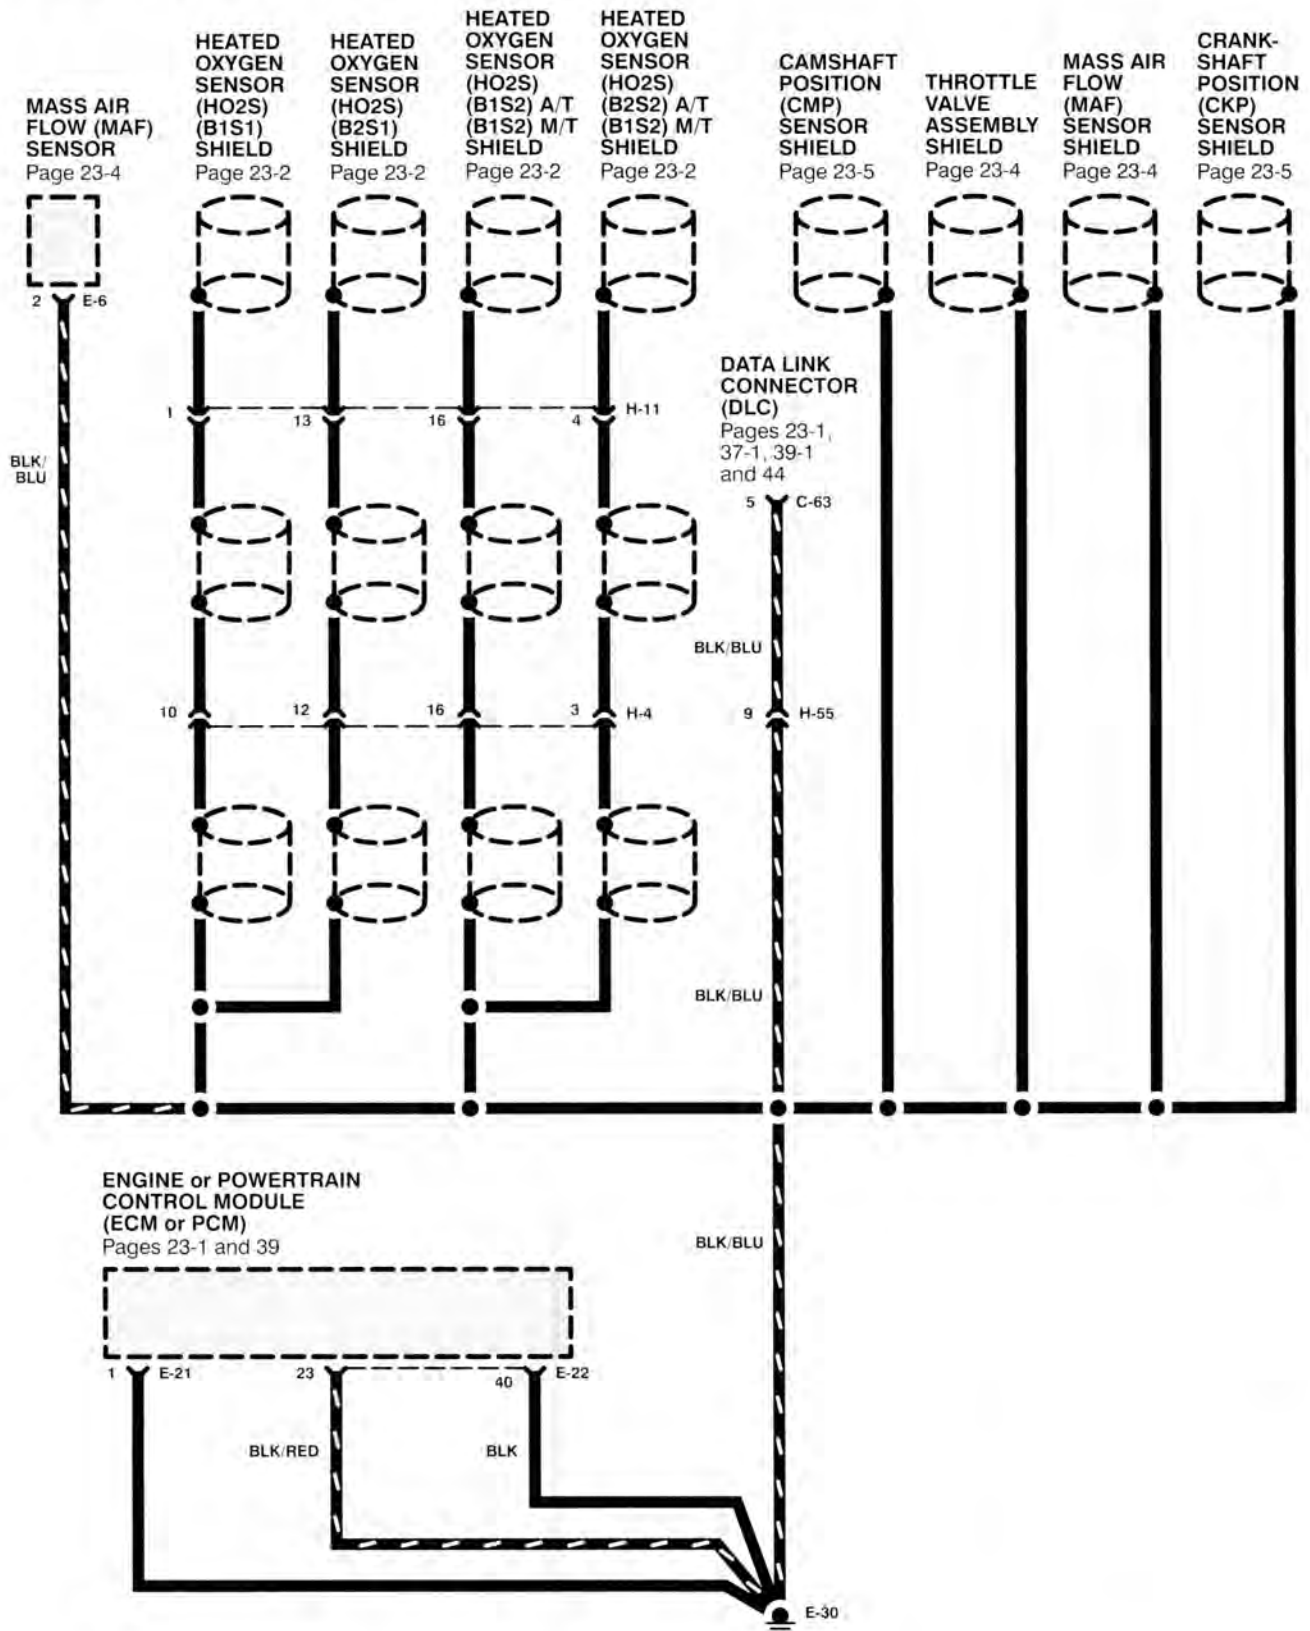 MASS AIR
FLOW (MAF)
SENSOR
Page 23-4
HEATED
OXYGEN
SENSOR
(HO2S)
(B1S1)
SHIELD
Page 23-2
HEATED
OXYGEN
SENSOR
(HO2S)
(B2S1)
SHIELD
Page 23-2
HEATED
OXYGEN
SENSOR
(HO2S)
(B1S2) A/T
(B1S2) M/T
SHIELD
Page 23-2
HEATED
OXYGEN
SENSOR
(HO2S)
(B2S2) A/T
(B1S2) M/T
SHIELD
Page 23-2
CAMSHAFT
POSITION
(CMP)
SENSOR
SHIELD
Page 23-5
THROTTLE
VALVE
ASSEMBLY
SHIELD
Page 23-4
MASS AIR
FLOW
(MAF)
SENSOR
SHIELD
Page 23-4
CRANK-
SHAFT
POSITION
(CKP)
SENSOR
SHIELD
Page 23-5
2 E-6
DATA LINK
CONNECTOR
(DLC)
Pages 23-1,
37-1, 39-1
and 44
1 13 16 4 H-11
BLK/
BLU
5 C-63
BLK/BLU
10 12 16 3 H-4
9 H-55
BLK/BLU
ENGINE or POWERTRAIN
CONTROL MODULE
(ECM or PCM)
Pages 23-1 and 39
BLK/BLU
1 E-21 23 40 E-22
BLK/RED BLK
E-30